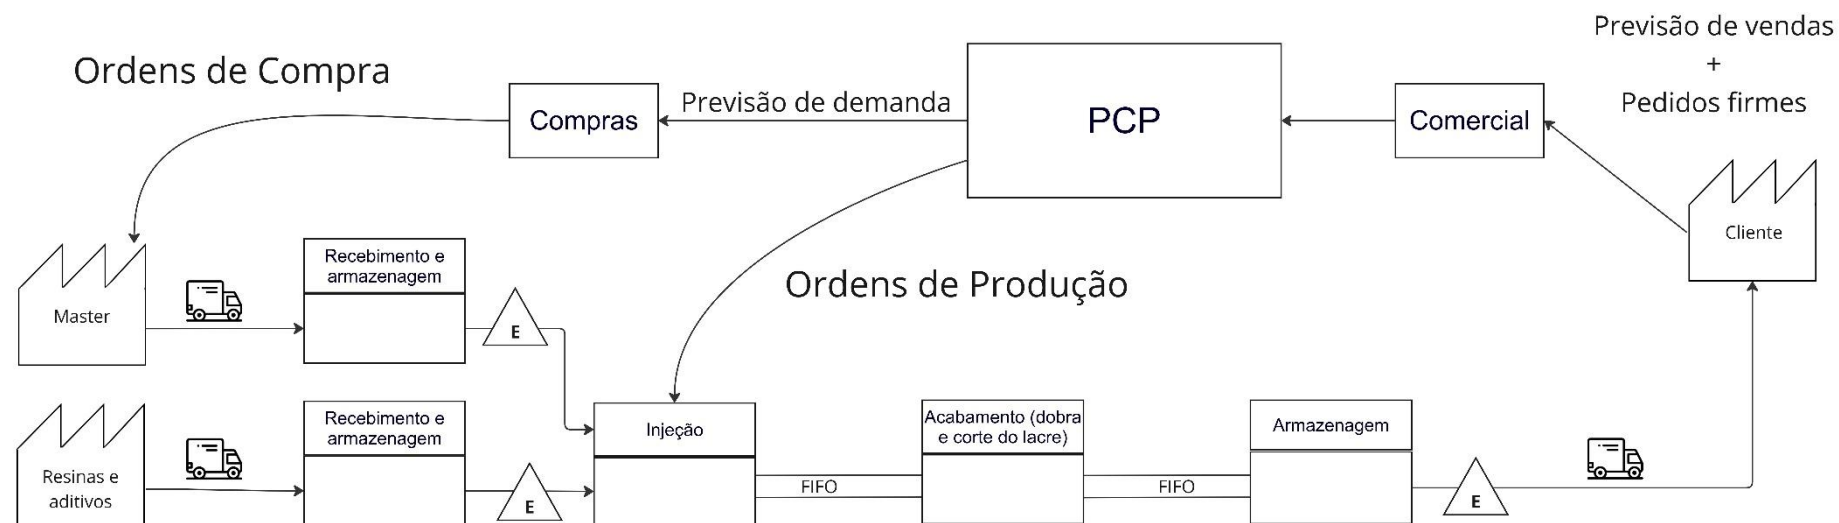 Previsão de vendas
+
Pedidos firmes
Ordens de Compra
Compras
Previsão de demanda
PCP
Comercial
Cliente
Ordens de Produção
Master
Recebimento e
armazenagem
E
Resinas e
aditivos
Recebimento e
armazenagem
E
Injeção
FIFO
Acabamento (dobra
e corte do lacre)
FIFO
Armazenagem
E